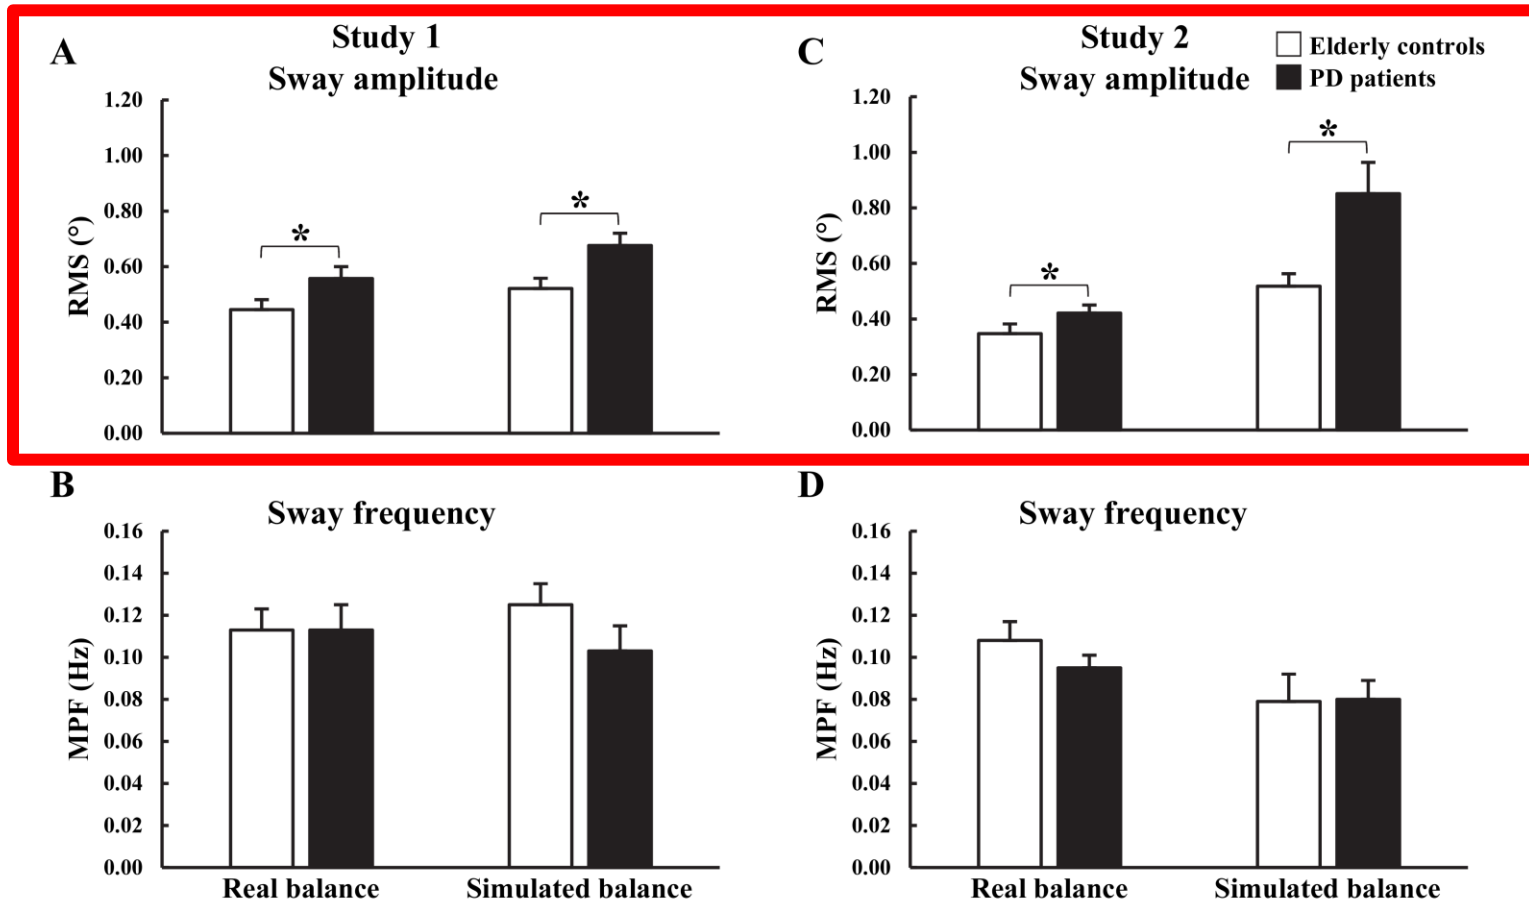 A
Study 1
Sway amplitude
RMS (°)
1.20
1.00
0.80
0.60
0.40
0.20
0.00
*
*
C
Study 2
Sway amplitude
Elderly controls
PD patients
RMS (°)
1.20
1.00
0.80
0.60
0.40
0.20
0.00
*
*
B
Sway frequency
MPF (Hz)
0.16
0.14
0.12
0.10
0.08
0.06
0.04
0.02
0.00
Real balance
Simulated balance
D
Sway frequency
MPF (Hz)
0.16
0.14
0.12
0.10
0.08
0.06
0.04
0.02
0.00
Real balance
Simulated balance